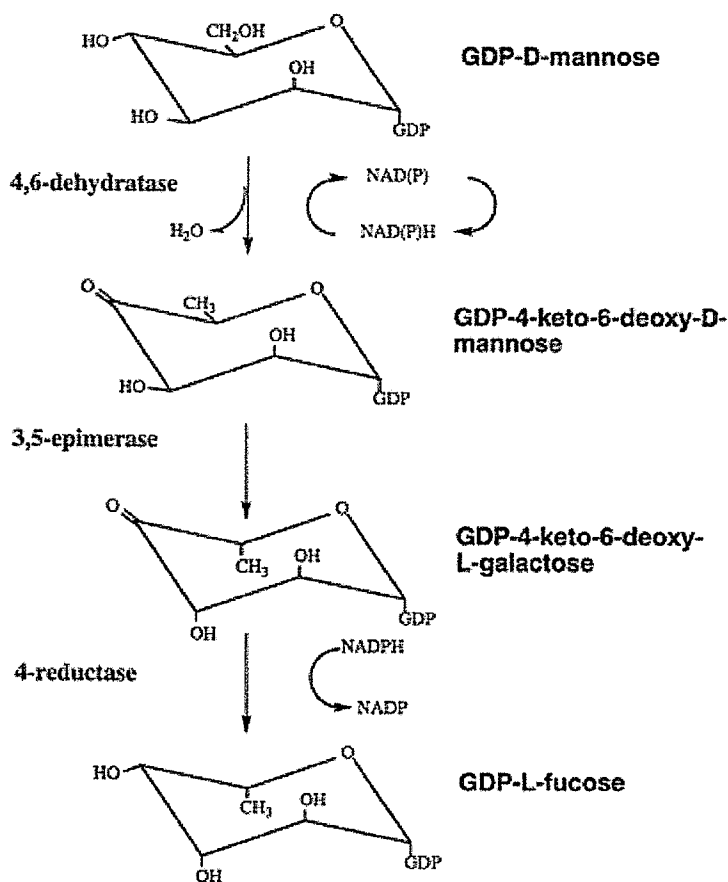 CH₂OH
O
HO
GDP-D-mannose
OH
HO
GDP
4,6-dehydratase
NAD(P)
H₂O
NAD(P)H
O
CH₃
O
GDP-4-keto-6-deoxy-D-
mannose
OH
HO
GDP
3,5-epimerase
O
O
GDP-4-keto-6-deoxy-
L-galactose
OH
CH₃
OH
GDP
NADPH
4-reductase
NADP
O
HO
GDP-L-fucose
CH₃
OH
OH
GDP